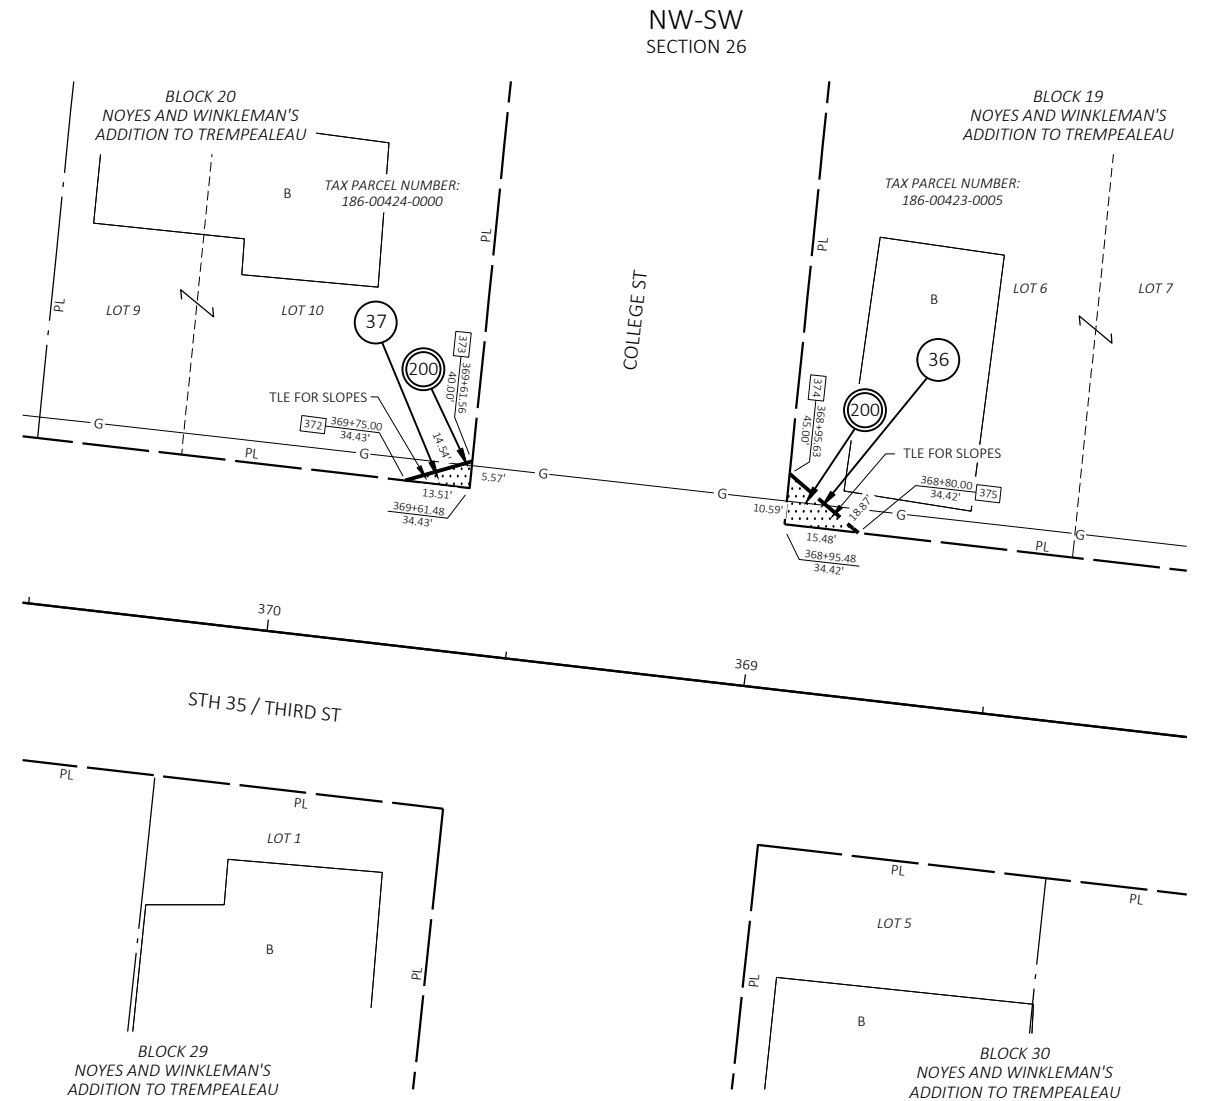 NW-SW
SECTION 26
BLOCK 20
NOYES AND WINKLEMAN'S
ADDITION TO TREMPEALEAU
BLOCK 19
NOYES AND WINKLEMAN'S
ADDITION TO TREMPEALEAU
B
TAX PARCEL NUMBER:
186-00424-0000
TAX PARCEL NUMBER:
186-00423-0005
PL
PL
PL
COLLEGE ST
LOT 9
LOT 10
B
LOT 6
LOT 7
37
200
373
369+61.56
40.00'
36
200
374
368+95.63
45.00'
TLE FOR SLOPES
372
369+75.00
34.43'
14.54'
G
PL
G
13.51'
5.57'
369+61.48
34.43'
G
G
TLE FOR SLOPES
368+80.00
34.42'
375
10.59'
18.87'
G
G
15.48'
368+95.48
34.42'
PL
370
369
STH 35 / THIRD ST
PL
PL
LOT 1
B
PL
PL
PL
LOT 5
PL
B
BLOCK 29
NOYES AND WINKLEMAN'S
ADDITION TO TREMPEALEAU
BLOCK 30
NOYES AND WINKLEMAN'S
ADDITION TO TREMPEALEAU